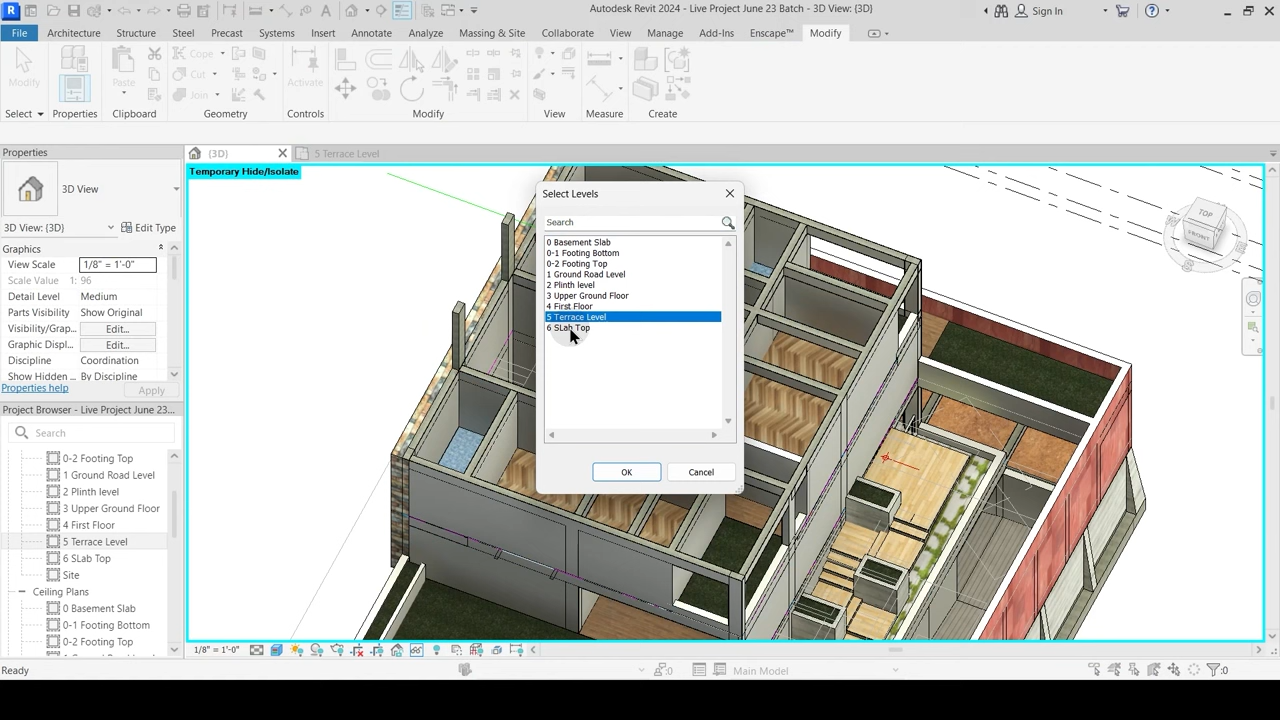 Autodesk Revit 2024 - Live Project June 23 Batch - 3D View: {3D}
Sign In
File
Architecture
Structure
Steel
Precast
Systems
Insert
Annotate
Analyze
Massing & Site
Collaborate
View
Manage
Add-Ins
Enscape™
Modify
Modify
Paste
Cope
Cut
Join
Activate
Select
Properties
Clipboard
Geometry
Controls
Modify
View
Measure
Create
{3D}
5 Terrace Level
Properties
3D View
3D View: {3D}
Edit Type
Graphics
View Scale
1/8" = 1'-0"
Scale Value
1: 96
Detail Level
Medium
Parts Visibility
Show Original
Visibility/Grap...
Edit...
Graphic Displ...
Edit...
Discipline
Coordination
Show Hidden
By Discipline
Properties help
Apply
Project Browser - Live Project June 23...
Search
0-2 Footing Top
1 Ground Road Level
2 Plinth level
3 Upper Ground Floor
4 First Floor
5 Terrace Level
6 SLab Top
Site
Ceiling Plans
0 Basement Slab
0-1 Footing Bottom
0-2 Footing Top
Temporary Hide/Isolate
TOP
FRONT
Select Levels
Search
0 Basement Slab
0-1 Footing Bottom
0-2 Footing Top
1 Ground Road Level
2 Plinth level
3 Upper Ground Floor
4 First Floor
5 Terrace Level
6 SLab Top
OK
Cancel
1/8" = 1'-0"
Ready
:0
Main Model
:0